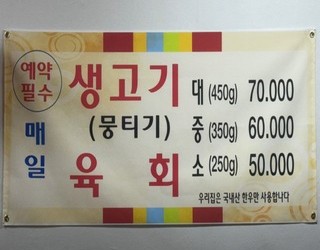 예약
필수
매일
생고기
(뭉티기)
육 회
대 (450g) 70.000
중 (350g) 60.000
소 (250g) 50.000
우리집은 국내산 한우만 사용합니다